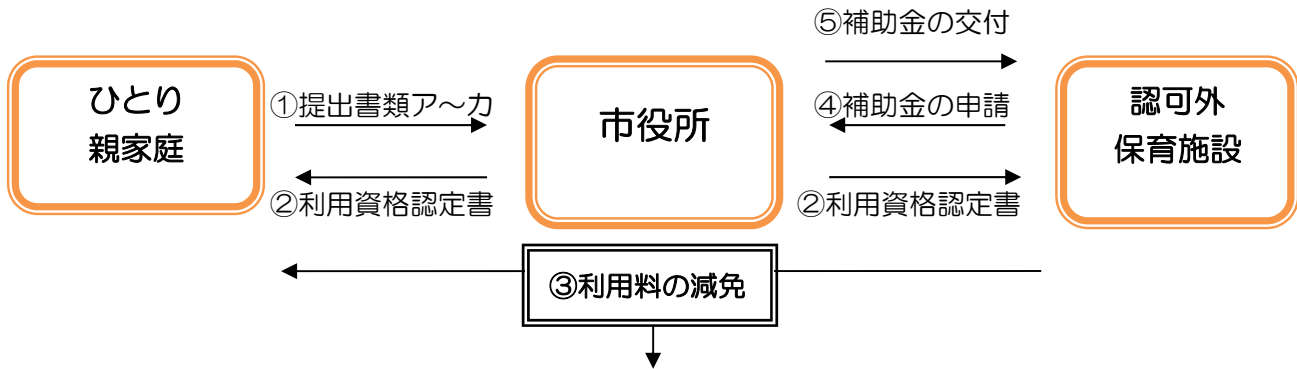 ⑤補助金の交付
ひとり
親家庭
①提出書類ア～カ
市役所
④補助金の申請
認可外
保育施設
②利用資格認定書
②利用資格認定書
③利用料の減免